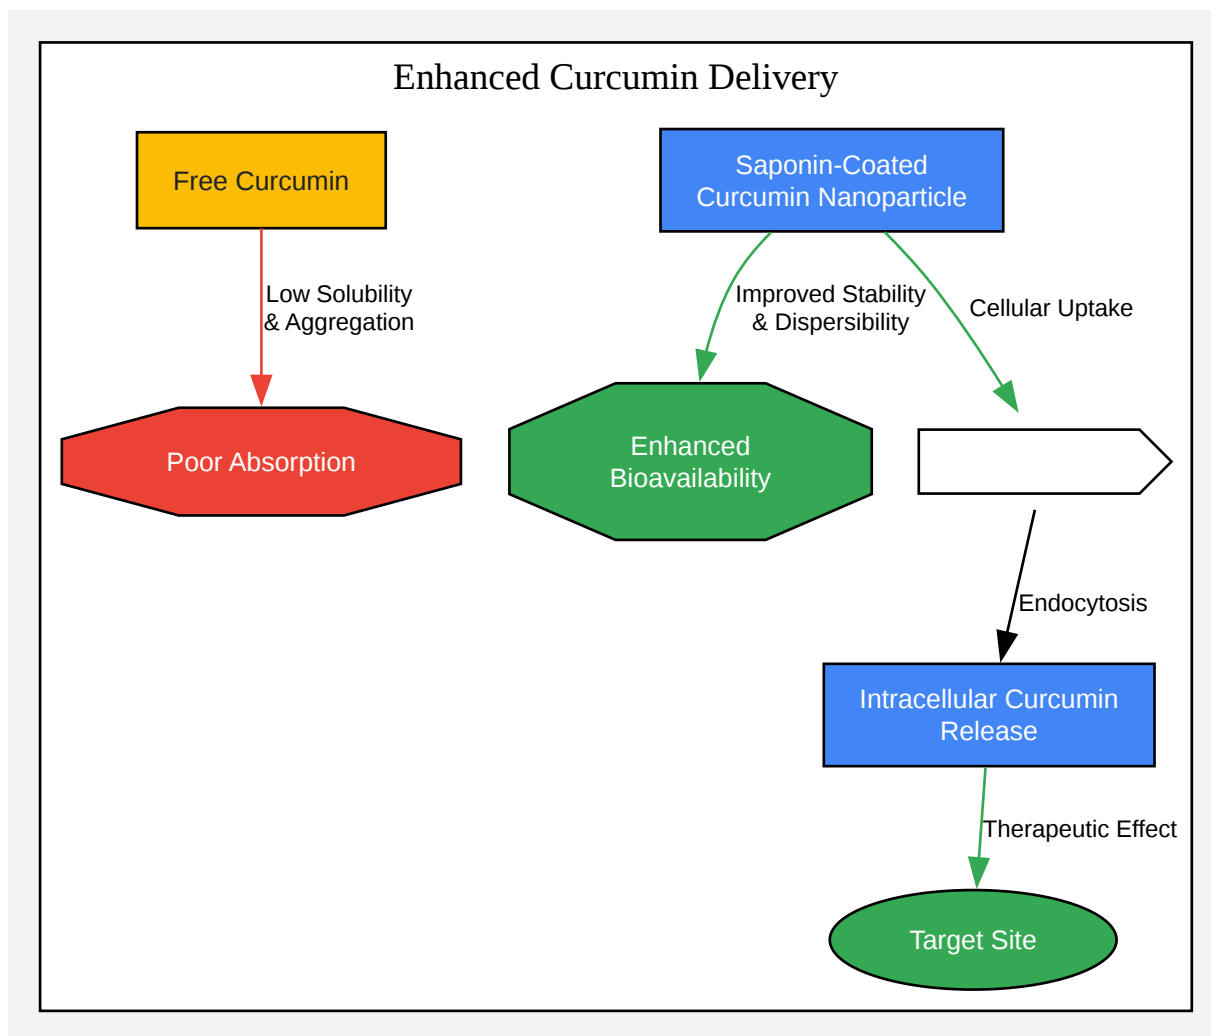 Enhanced Curcumin Delivery
Free Curcumin
Saponin-Coated
Curcumin Nanoparticle
Low Solubility
& Aggregation
Improved Stability
& Dispersibility
Cellular Uptake
Poor Absorption
Enhanced
Bioavailability
Endocytosis
Intracellular Curcumin
Release
Therapeutic Effect
Target Site